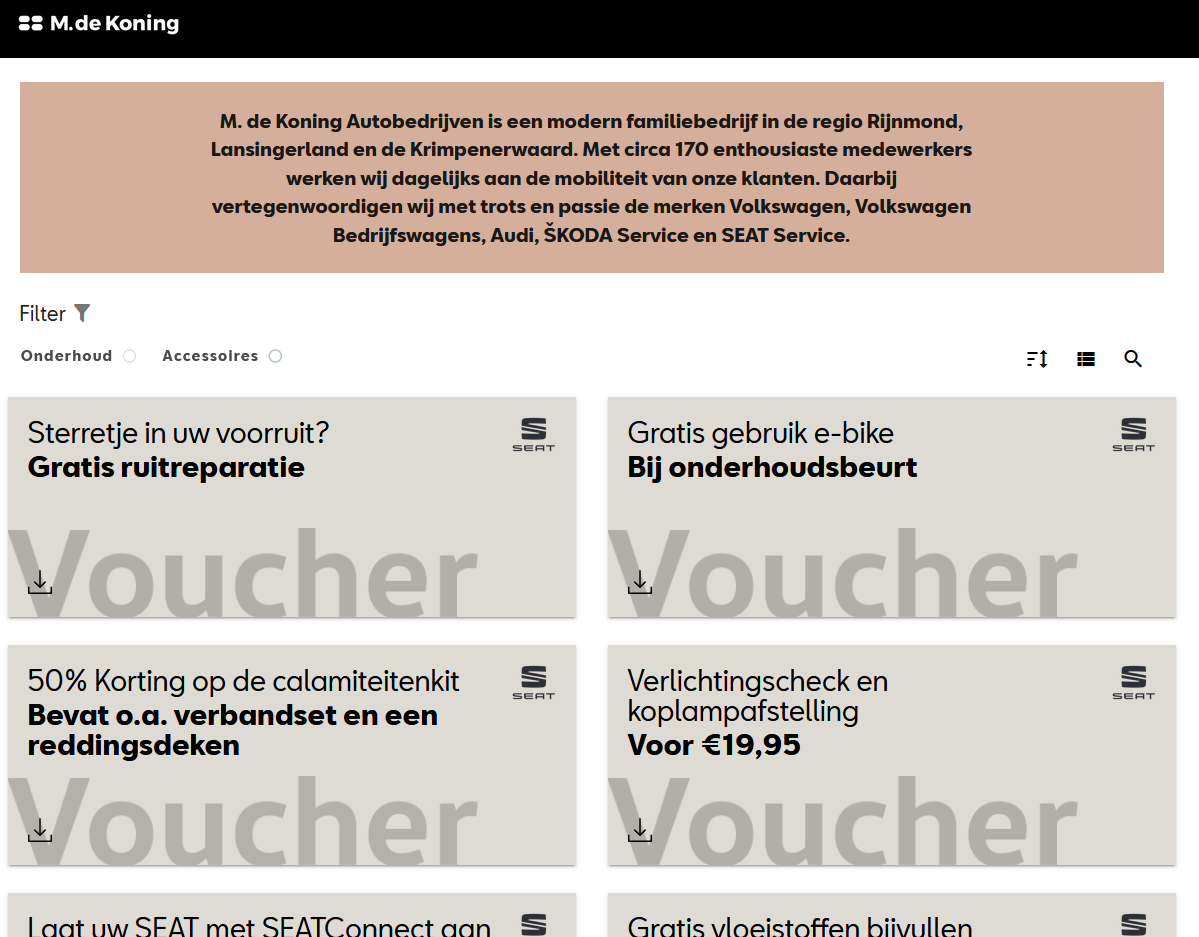 M.de Koning
M. de Koning Autobedrijven is een modern familiebedrijf in de regio Rijnmond,
Lansingerland en de Krimpenerwaard. Met circa 170 enthousiaste medewerkers
werken wij dagelijks aan de mobiliteit van onze klanten. Daarbij
vertegenwoordigen wij met trots en passie de merken Volkswagen, Volkswagen
Bedrijfswagens, Audi, ŠKODA Service en SEAT Service.
Filter
Onderhoud
Accessoires
Sterretje in uw voorruit?
Gratis ruitreparatie
SEAT
Voucher
Gratis gebruik e-bike
Bij onderhoudsbeurt
SEAT
Voucher
50% Korting op de calamiteitenkit
Bevat o.a. verbandset en een
reddingsdeken
SEAT
Voucher
Verlichtingscheck en
koplampafstelling
Voor €19,95
SEAT
Voucher
Laat uw SEAT met SEATConnect aan
Gratis vloeistoffen bijvullen